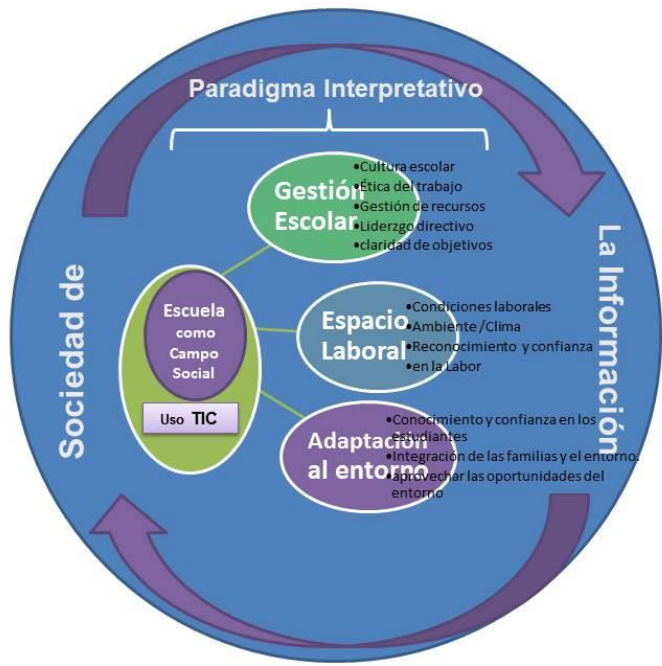 Paradigma Interpretativo
Sociedad de
La Información
Gestión
Escolar
•Cultura escolar
•Ética del trabajo
•Gestión de recursos
•Liderzgo directivo
•claridad de objetivos
Escuela
como
Campo
Social
Uso TIC
Espacio
Laboral
•Condiciones laborales
•Ambiente /Clima
•Reconocimiento y confianza
•en la Labor
Adaptación
al entorno
•Conocimiento y confianza en los
estudiantes
•Integración de las familias y el entorno.
•aprovechar las oportunidades del
entorno